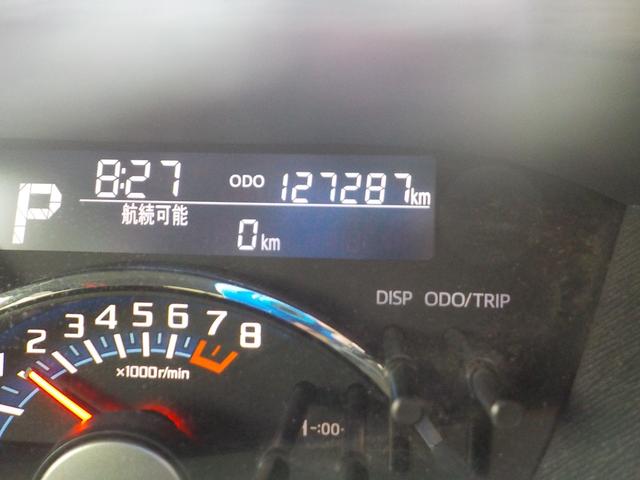 P 8:27 ODO 127287km
航続可能
0km
DISP ODO/TRIP
1 2 3 4 5 6 7 8
×1000r/min
-:00-